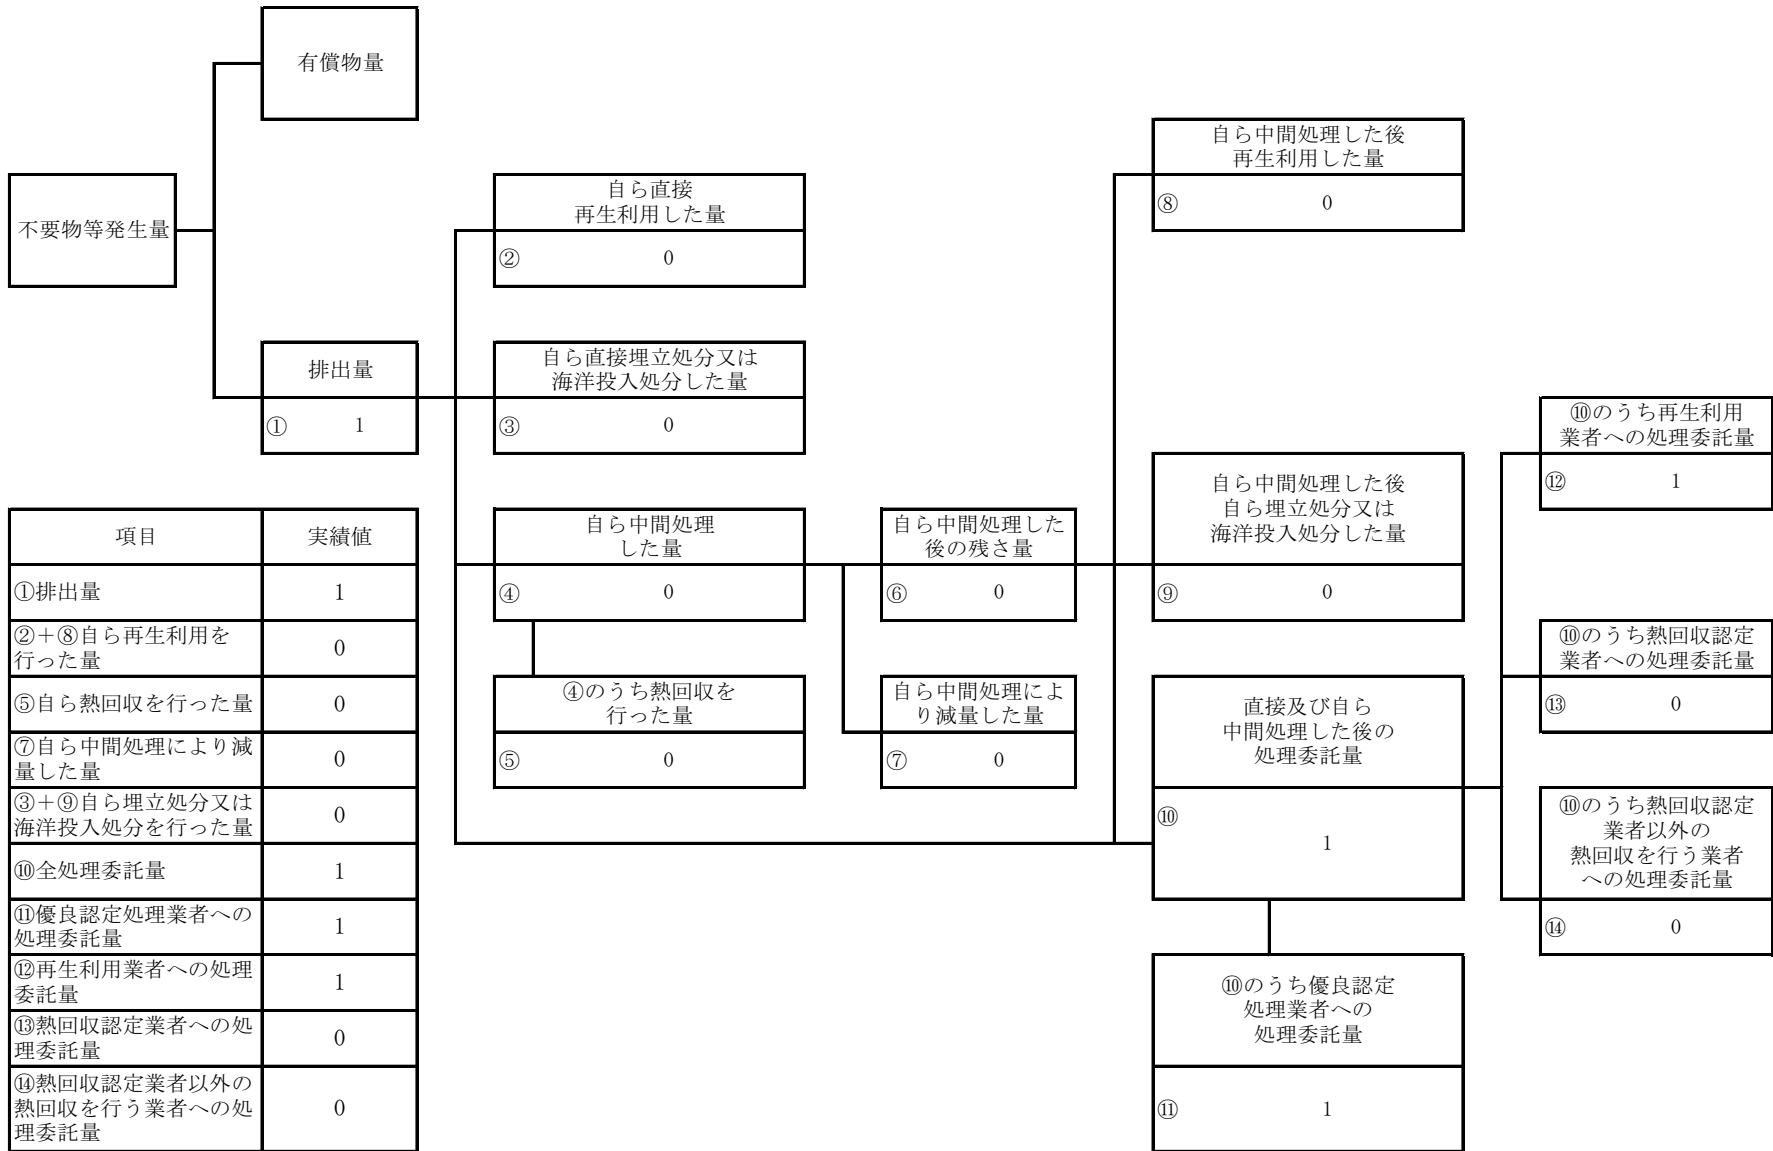 有償物量
不要物等発生量
排出量
① 1
自ら直接
再生利用した量
② 0
自ら直接埋立処分又は
海洋投入処分した量
③ 0
自ら中間処理
した量
④ 0
④のうち熱回収を
行った量
⑤ 0
自ら中間処理した
後の残さ量
⑥ 0
自ら中間処理によ
り減量した量
⑦ 0
自ら中間処理した後
再生利用した量
⑧ 0
自ら中間処理した後
自ら埋立処分又は
海洋投入処分した量
⑨ 0
直接及び自ら
中間処理した後の
処理委託量
⑩
1
⑩のうち優良認定
処理業者への
処理委託量
⑪ 1
⑩のうち再生利用
業者への処理委託量
⑫ 1
⑩のうち熱回収認定
業者への処理委託量
⑬ 0
⑩のうち熱回収認定
業者以外の
熱回収を行う業者
への処理委託量
⑭ 0
項目 実績値
①排出量 1
②+⑧自ら再生利用を
行った量 0
⑤自ら熱回収を行った量 0
⑦自ら中間処理により減
量した量 0
③+⑨自ら埋立処分又は
海洋投入処分を行った量 0
⑩全処理委託量 1
⑪優良認定処理業者への
処理委託量 1
⑫再生利用業者への処理
委託量 1
⑬熱回収認定業者への処
理委託量 0
⑭熱回収認定業者以外の
熱回収を行う業者への処 0
理委託量